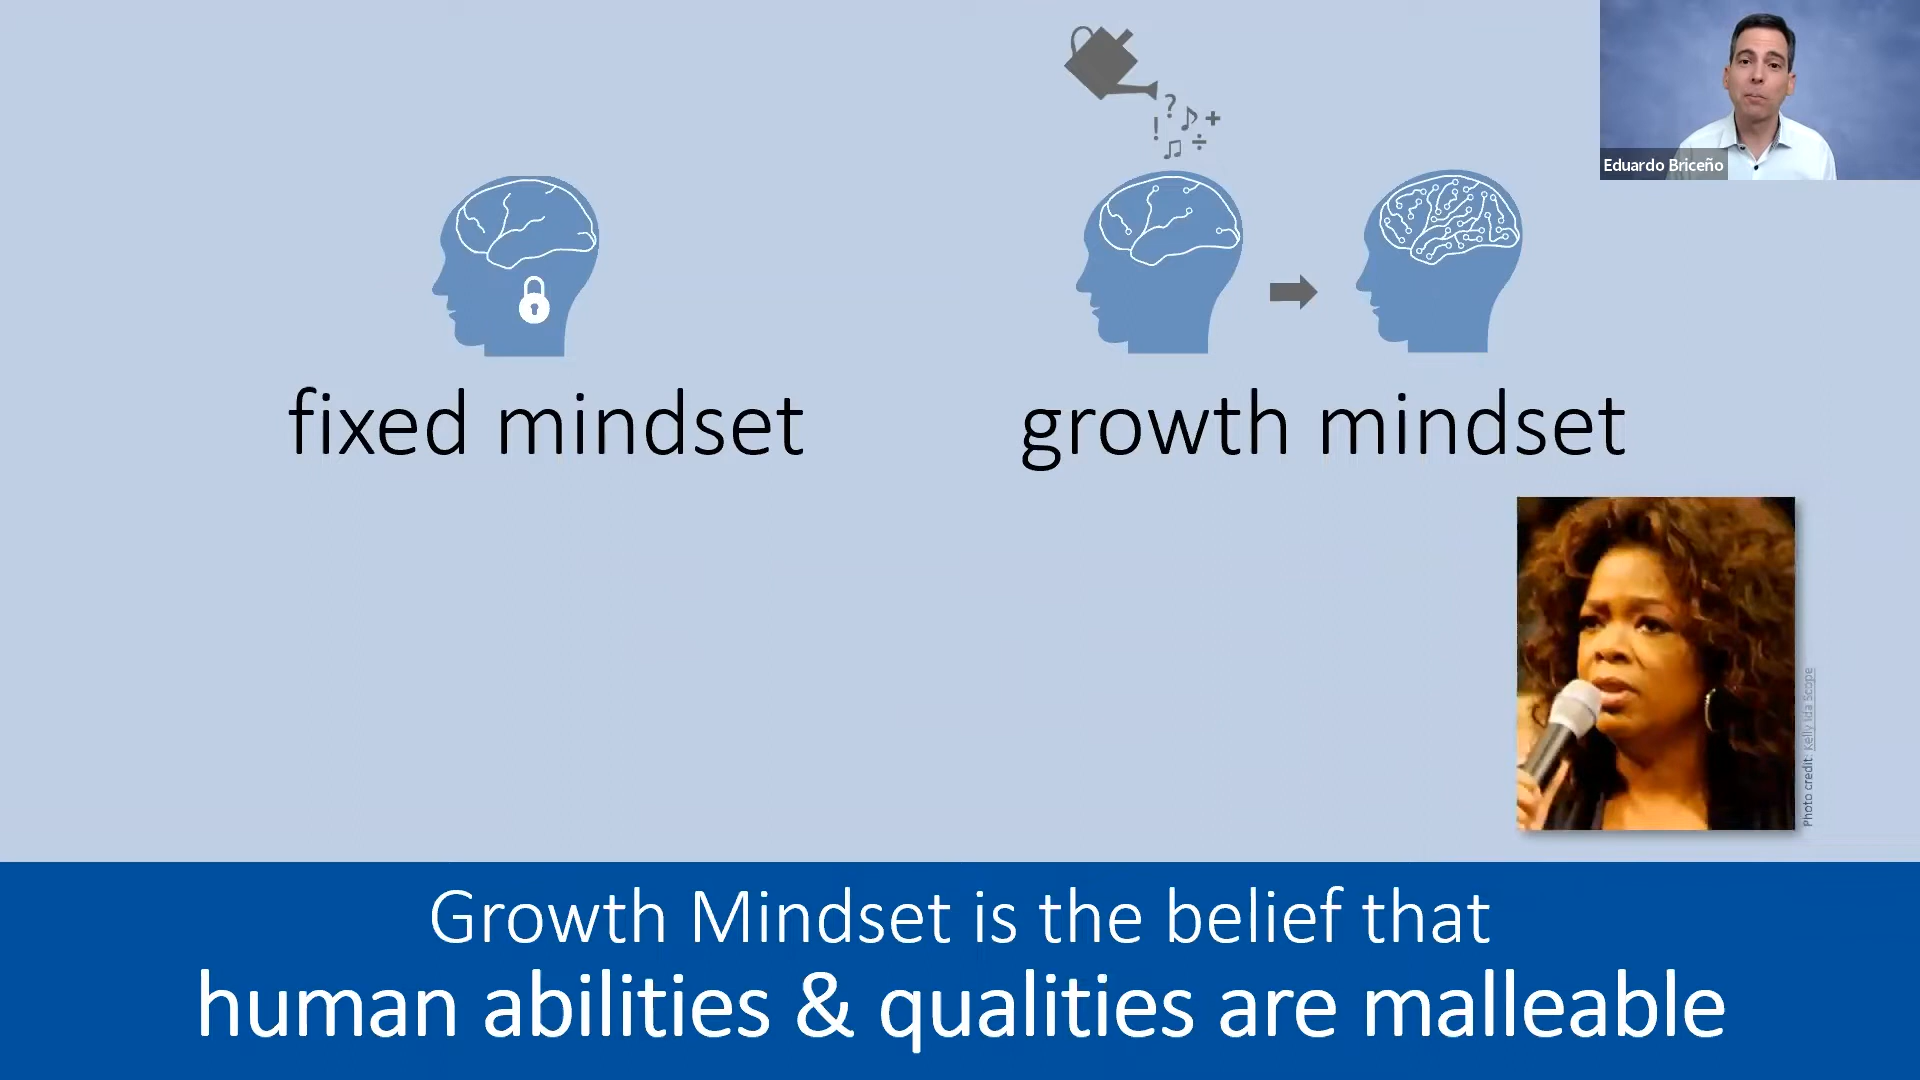 Eduardo Briceño
fixed mindset
growth mindset
Photo credit: Kelly Ida Scope
Growth Mindset is the belief that
human abilities & qualities are malleable